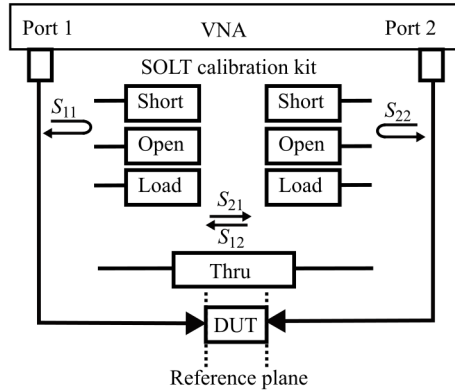 Port 1 VNA Port 2
SOLT calibration kit
Short Short
S11 S22
Open Open
Load Load
S21
S12
Thru
DUT
Reference plane